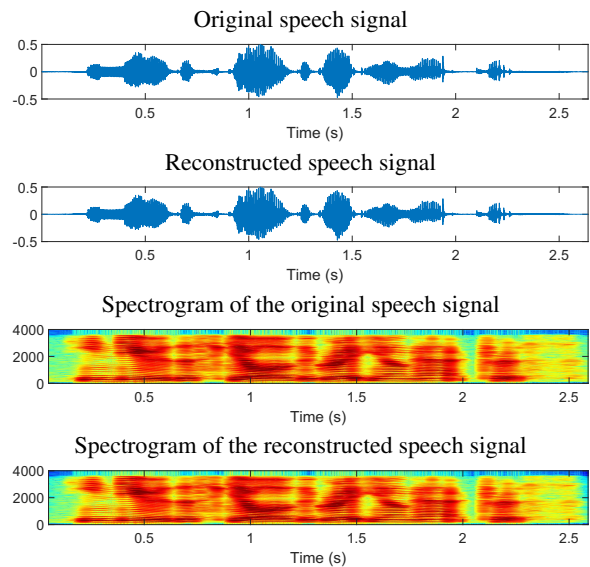 Original speech signal
0.5
0
-0.5
0.5 1 1.5 2 2.5
Time (s)
Reconstructed speech signal
0.5
0
-0.5
0.5 1 1.5 2 2.5
Time (s)
Spectrogram of the original speech signal
4000
2000
0
0.5 1 1.5 2 2.5
Time (s)
Spectrogram of the reconstructed speech signal
4000
2000
0
0.5 1 1.5 2 2.5
Time (s)